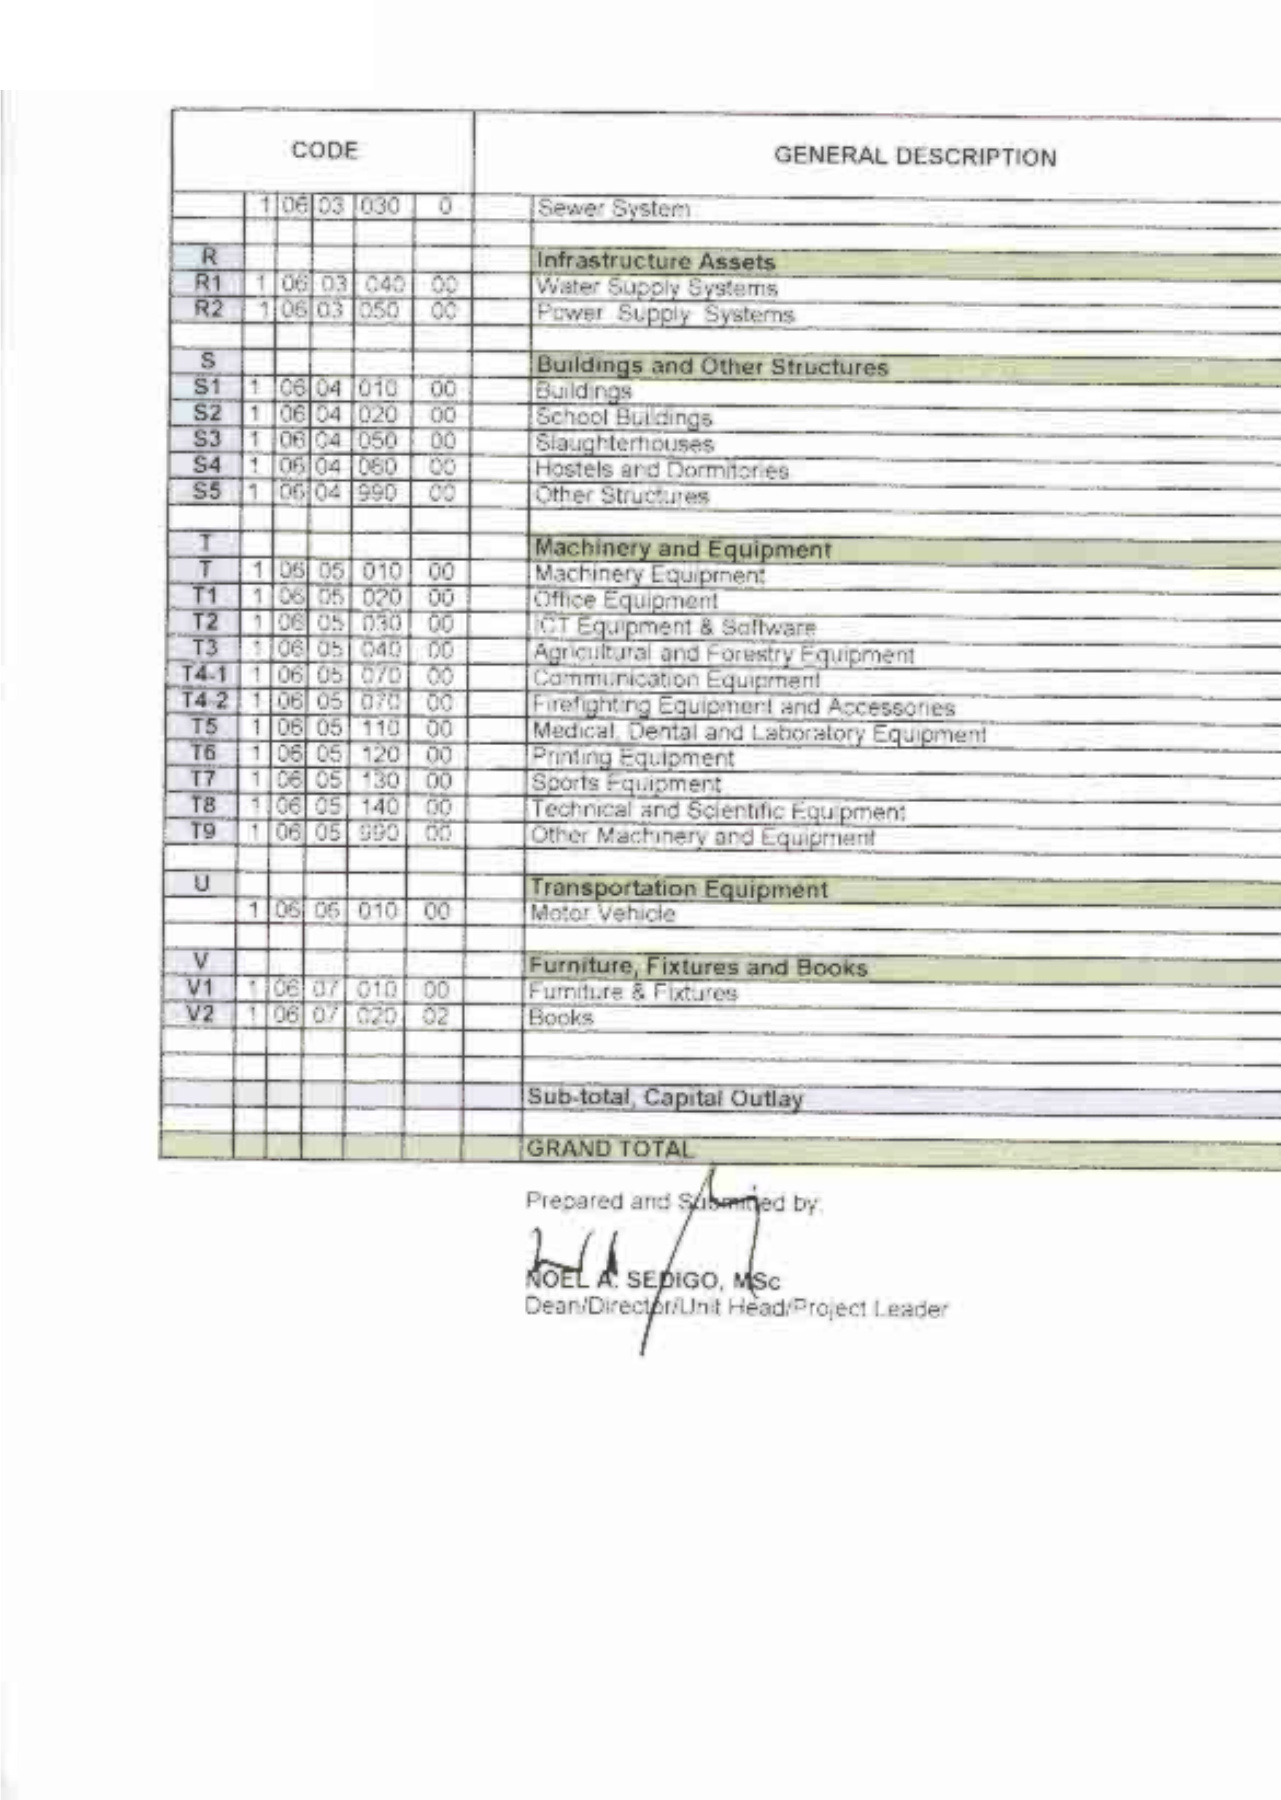 CODE GENERAL DESCRIPTION
1 06 03 030 0 Sewer System
R Infrastructure Assets
R1 1 06 03 040 00 Water Supply Systems
R2 1 06 03 050 00 Power Supply Systems
S Buildings and Other Structures
S1 1 06 04 010 00 Buildings
S2 1 06 04 020 00 School Buildings
S3 1 06 04 050 00 Slaughterhouses
S4 1 06 04 060 00 Hostels and Dormitories
S5 1 06 04 990 00 Other Structures
T Machinery and Equipment
T 1 06 05 010 00 Machinery Equipment
T1 1 06 05 020 00 Office Equipment
T2 1 06 05 030 00 ICT Equipment & Software
T3 1 06 05 040 00 Agricultural and Forestry Equipment
T4-1 1 06 05 070 00 Communication Equipment
T4-2 1 06 05 070 00 Firefighting Equipment and Accessories
T5 1 06 05 110 00 Medical, Dental and Laboratory Equipment
T6 1 06 05 120 00 Printing Equipment
T7 1 06 05 130 00 Sports Equipment
T8 1 06 05 140 00 Technical and Scientific Equipment
T9 1 06 05 990 00 Other Machinery and Equipment
U Transportation Equipment
1 06 06 010 00 Motor Vehicle
V Furniture, Fixtures and Books
V1 1 06 07 010 00 Furniture & Fixtures
V2 1 06 07 020 02 Books
Sub-total, Capital Outlay
GRAND TOTAL
Prepared and Submitted by:
NOEL A. SEDIGO, MSc
Dean/Director/Unit Head/Project Leader